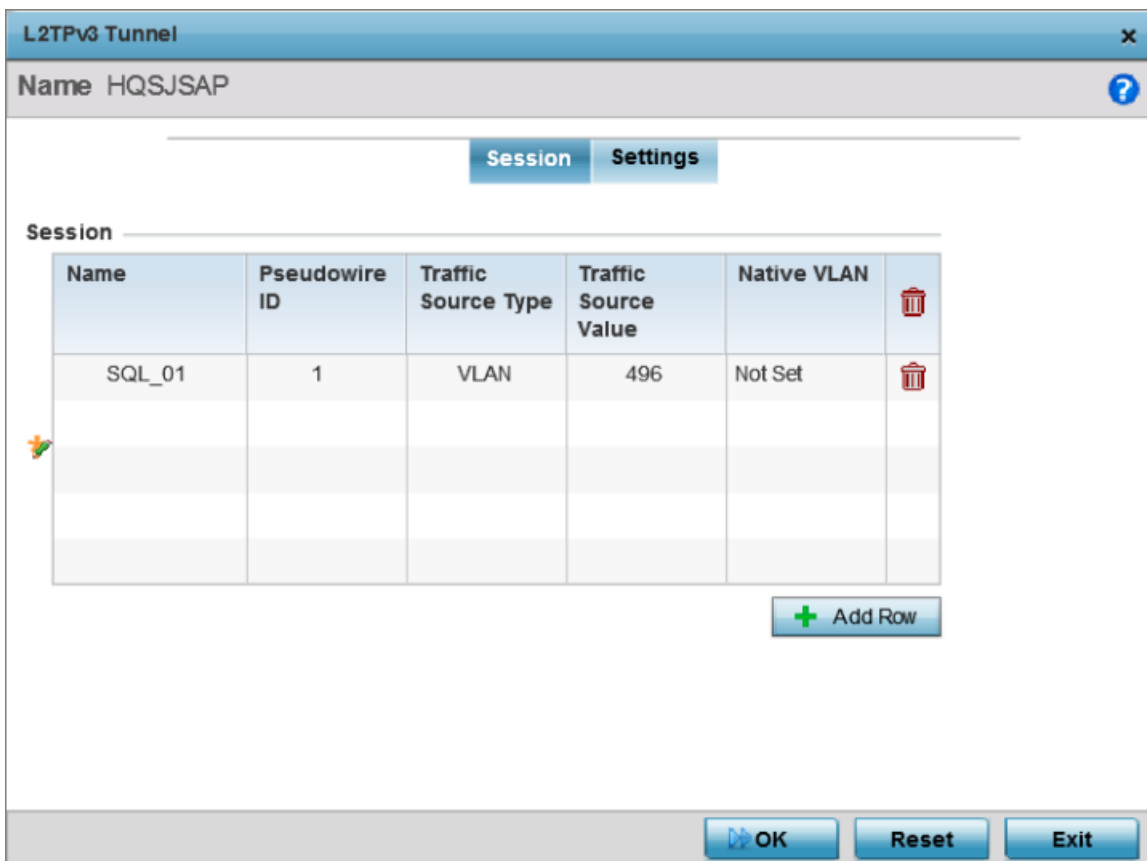 L2TPv3 Tunnel
Name HQSJSAP
Session Settings
Session
Name Pseudowire ID Traffic Source Type Traffic Source Value Native VLAN
SQL_01 1 VLAN 496 Not Set
Add Row
OK Reset Exit